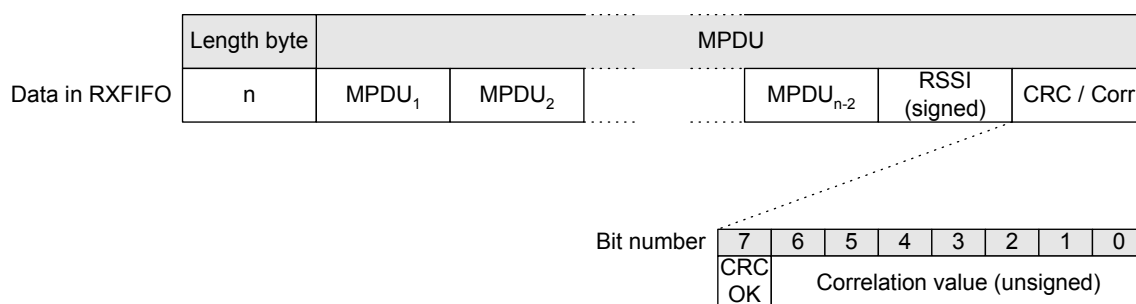 Length byte MPDU
Data in RXFIFO n MPDU1 MPDU2 MPDUn-2 RSSI (signed) CRC / Corr
Bit number 7 6 5 4 3 2 1 0
CRC OK Correlation value (unsigned)